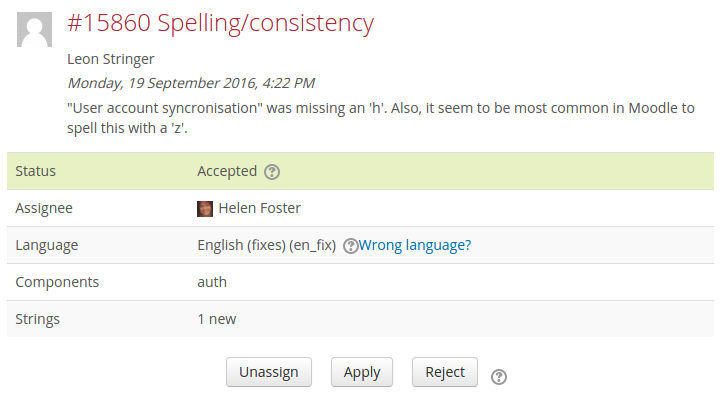 #15860 Spelling/consistency
Leon Stringer
Monday, 19 September 2016, 4:22 PM
"User account syncronisation" was missing an 'h'. Also, it seem to be most common in Moodle to
spell this with a 'z'.
Status Accepted ?
Assignee Helen Foster
Language English (fixes) (en_fix) ?Wrong language?
Components auth
Strings 1 new
Unassign Apply Reject ?